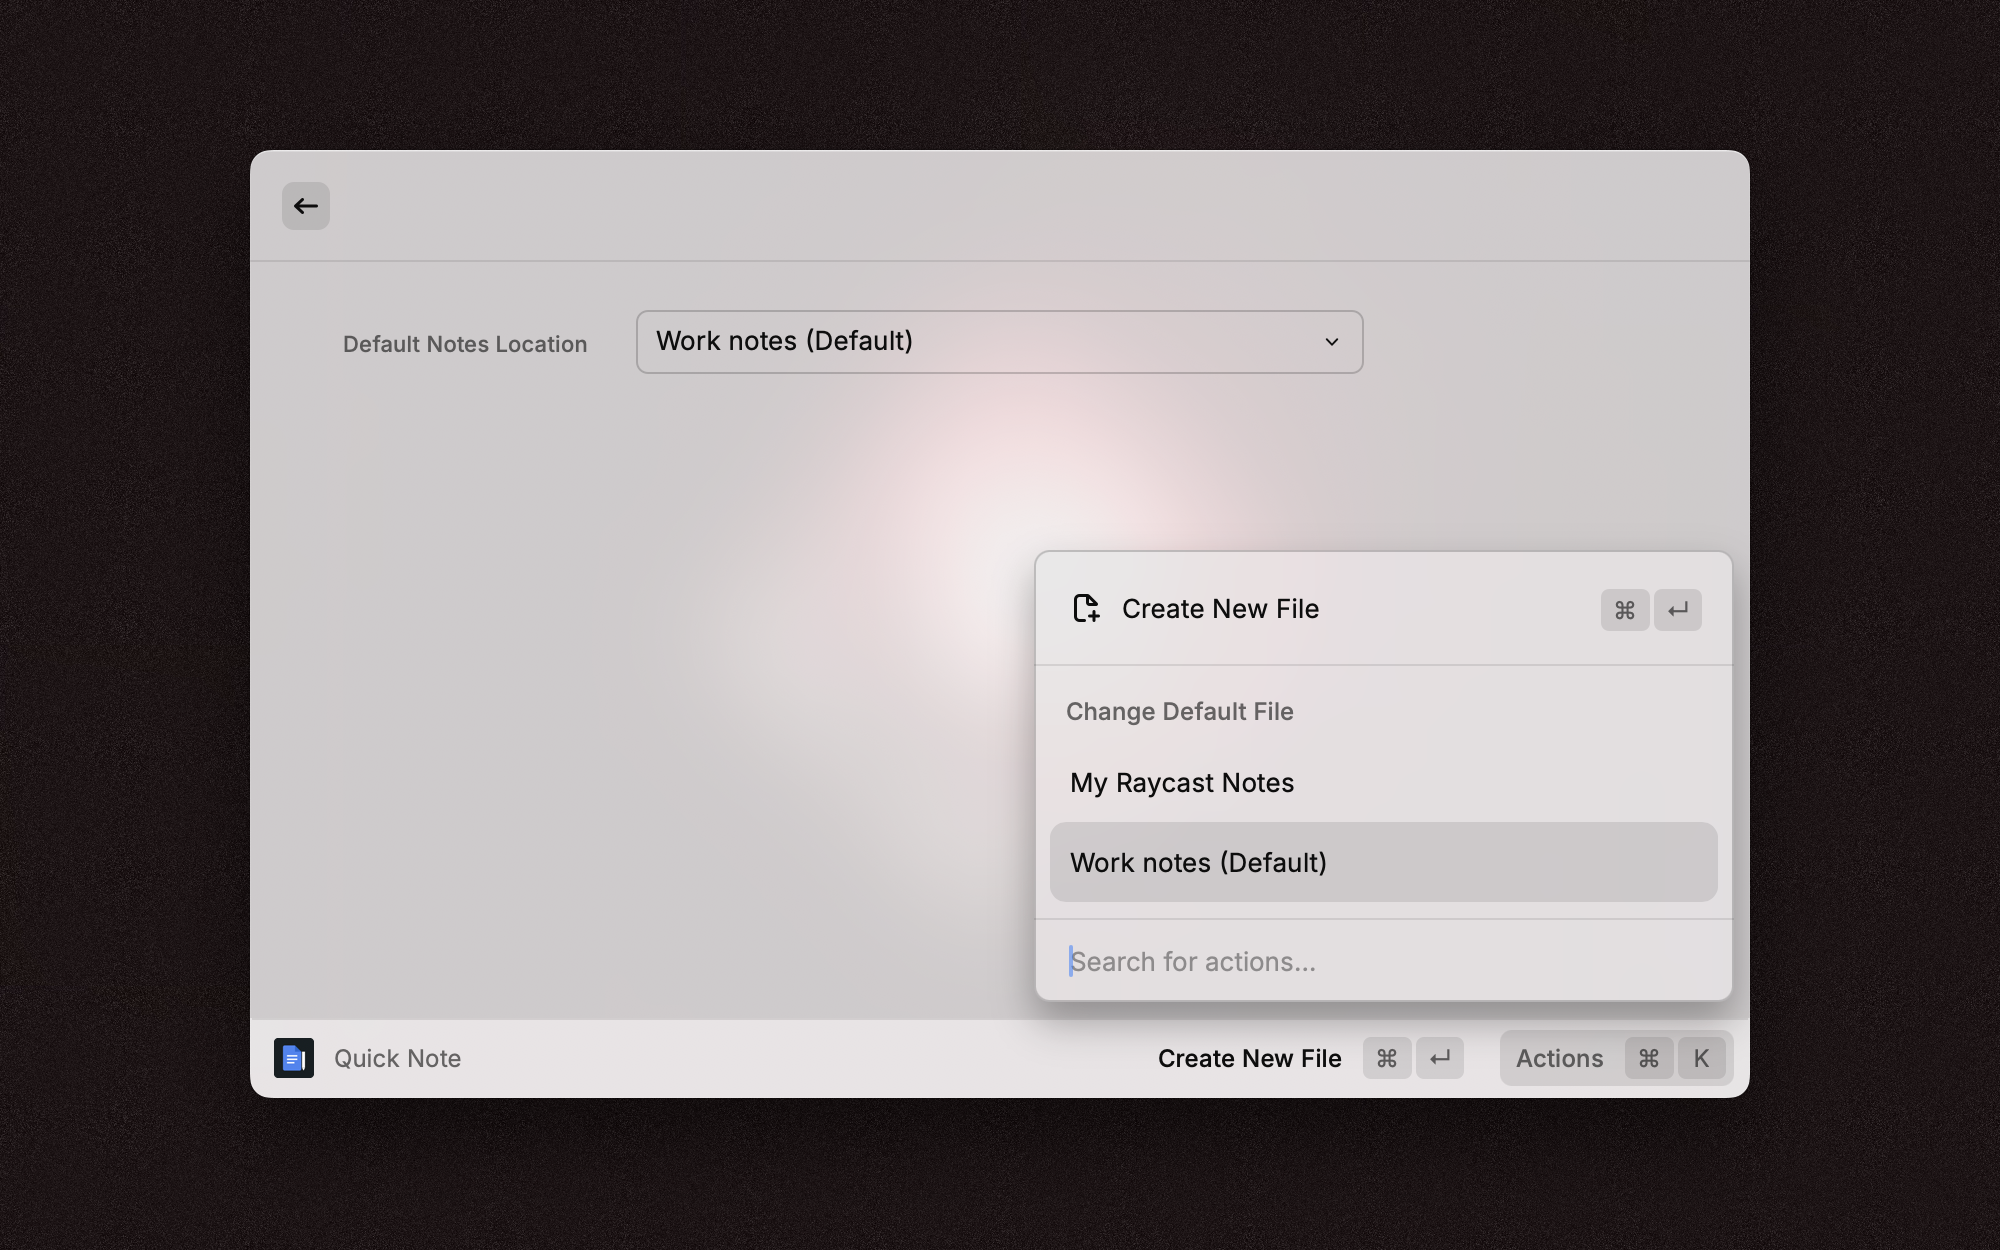 Default Notes Location
Work notes (Default)
Create New File ⌘ ↵
Change Default File
My Raycast Notes
Work notes (Default)
Search for actions...
Quick Note
Create New File ⌘ ↵
Actions ⌘ K